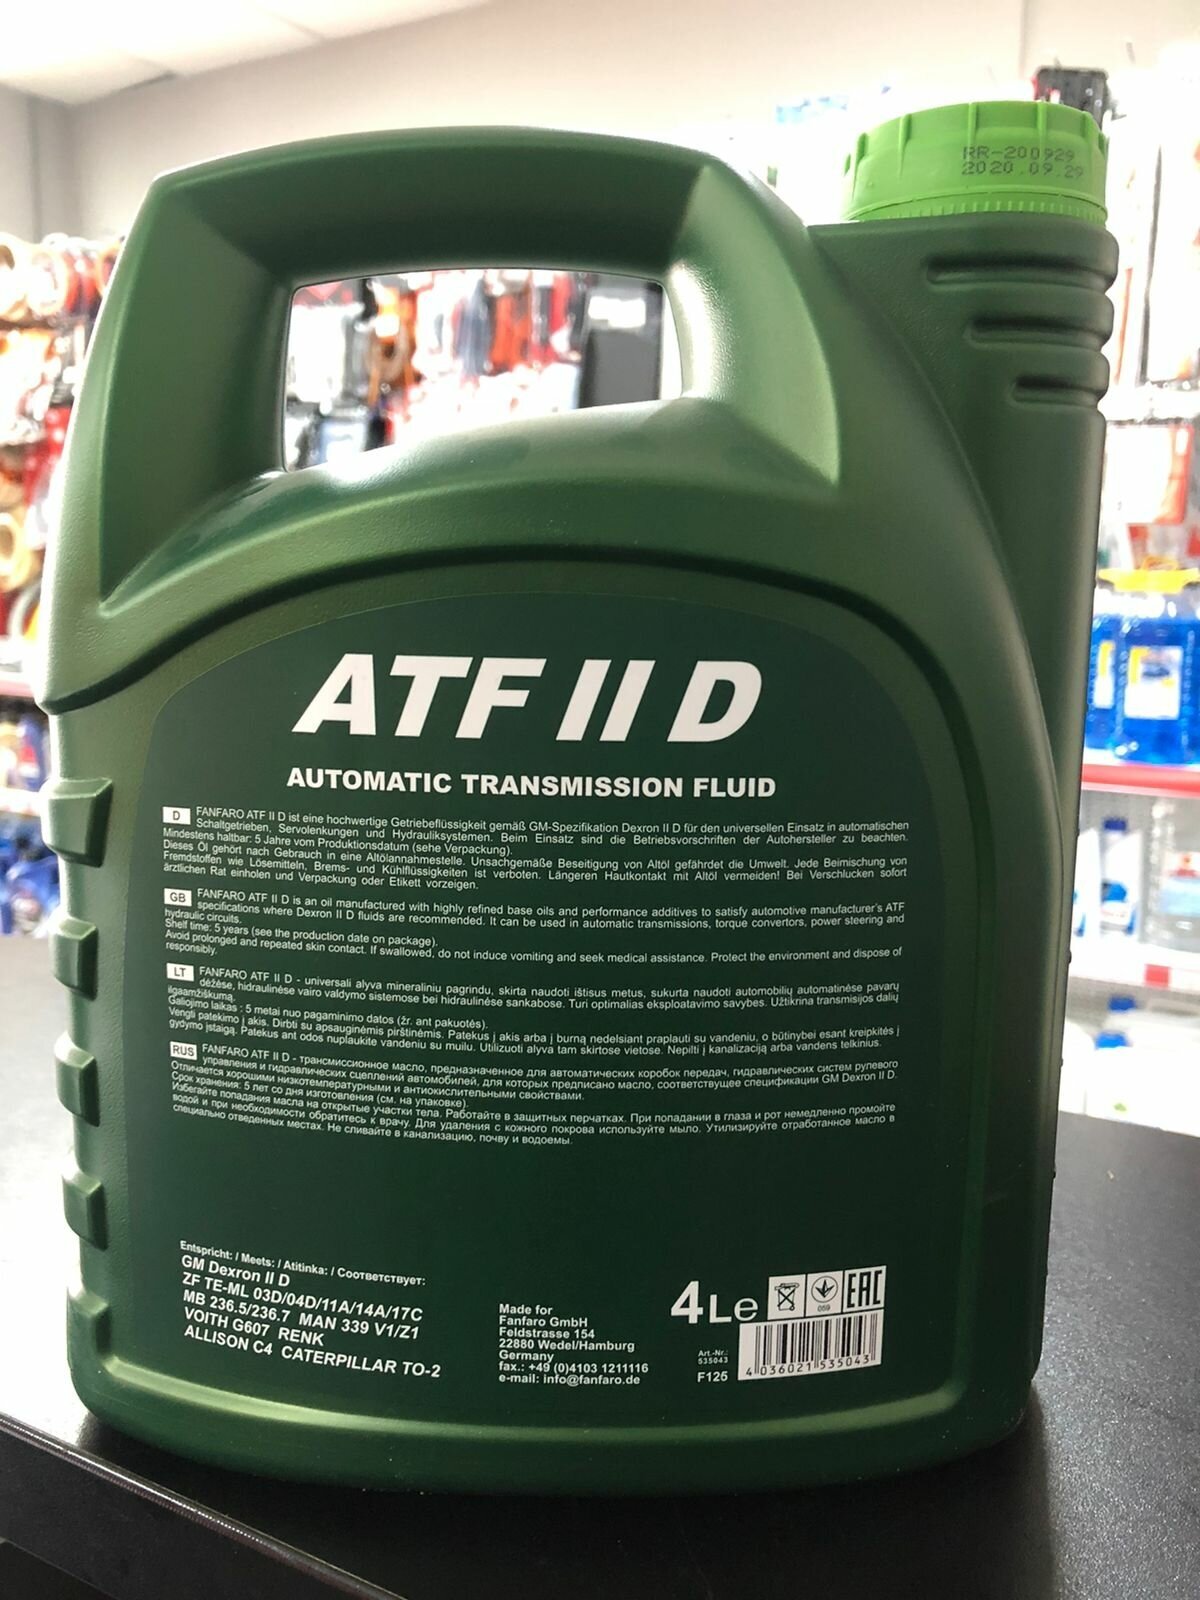 RR-200929
2020.09.29
ATF II D
AUTOMATIC TRANSMISSION FLUID
D FANFARO ATF II D ist eine hochwertige Getriebeflüssigkeit gemäß GM-Spezifikation Dexron II D für den universellen Einsatz in automatischen
Schaltgetrieben, Servolenkungen und Hydrauliksystemen. Beim Einsatz sind die Betriebsvorschriften der Autohersteller zu beachten.
Mindestens haltbar: 5 Jahre vom Produktionsdatum (sehe Verpackung).
Dieses Öl gehört nach Gebrauch in eine Altölannahmestelle. Unsachgemäße Beseitigung von Altöl gefährdet die Umwelt. Jede Beimischung von
Fremdstoffen wie Lösemitteln, Brems- und Kühlflüssigkeiten ist verboten. Längeren Hautkontakt mit Altöl vermeiden! Bei Verschlucken sofort
ärztlichen Rat einholen und Verpackung oder Etikett vorzeigen.
GB FANFARO ATF II D is an oil manufactured with highly refined base oils and performance additives to satisfy automotive manufacturer's ATF
specifications where Dexron II D fluids are recommended. It can be used in automatic transmissions, torque convertors, power steering and
hydraulic circuits.
Shelf time: 5 years (see the production date on package).
Avoid prolonged and repeated skin contact. If swallowed, do not induce vomiting and seek medical assistance. Protect the environment and dispose of
responsibly.
LT FANFARO ATF II D - universali alyva mineraliniu pagrindu, skirta naudoti ištisus metus, sukurta naudoti automobilių automatinėse pavarų
dėžėse, hidraulinėse vairo valdymo sistemose bei hidraulinėse sankabose. Turi optimalias eksploatavimo savybes. Užtikrina transmisijos dalių
ilgaamžiškumą.
Galiojimo laikas : 5 metai nuo pagaminimo datos (žr. ant pakuotės).
Vengti patekimo į akis. Dirbti su apsauginėmis pirštinėmis. Patekus į akis arba į burną nedelsiant praplauti su vandeniu, o būtinybei esant kreipkitės į
gydymo įstaigą. Patekus ant odos nuplaukite vandeniu su muilu. Utilizuoti alyva tam skirtose vietose. Nepilti į kanalizaciją arba vandens telkinius.
RUS FANFARO ATF II D - трансмиссионное масло, предназначенное для автоматических коробок передач, гидравлических систем рулевого
управления и гидравлических сцеплений автомобилей, для которых предписано масло, соответствущее спецификации GM Dexron II D.
Отличается хорошими низкотемпературными и антиокислительными свойствами.
Срок хранения: 5 лет со дня изготовления (см. на упаковке).
Избегайте попадания масла на открытые участки тела. Работайте в защитных перчатках. При попадании в глаза и рот немедленно промойте
водой и при необходимости обратитесь к врачу. Для удаления с кожного покрова используйте мыло. Утилизируйте отработанное масло в
специально отведенных местах. Не сливайте в канализацию, почву и водоемы.
Entspricht: / Meets: / Atitinka: / Соответствует:
GM Dexron II D
ZF TE-ML 03D/04D/11A/14A/17C
MB 236.5/236.7 MAN 339 V1/Z1
VOITH G607 RENK
ALLISON C4 CATERPILLAR TO-2
Made for
Fanfaro GmbH
Feldstrasse 154
22880 Wedel/Hamburg
Germany
fax.: +49 (0)4103 1211116
e-mail: info@fanfaro.de
4Le
059
EAC
Art.-Nr.:
535043
F125
4 036021 535043